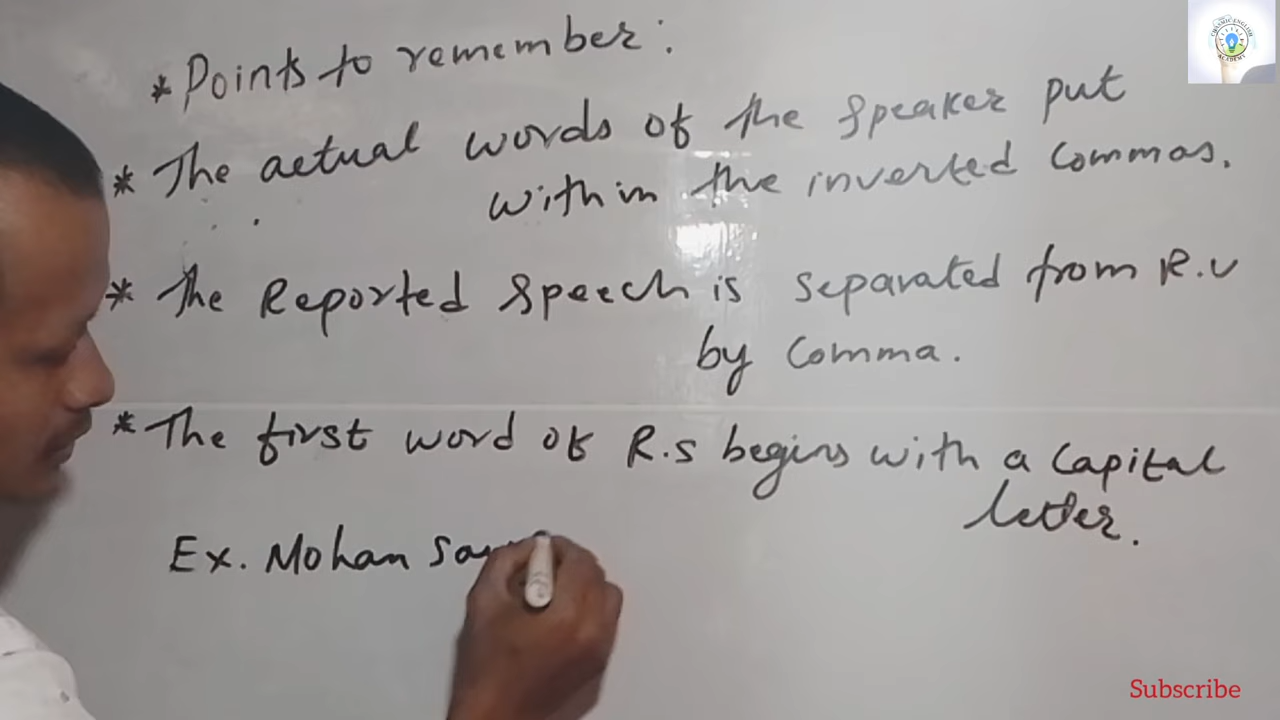 * Points to remember:
* The actual words of the speaker put
within the inverted commas.
* The Reported speech is separated from R.V
by comma.
* The first word of R.s begins with a capital
letter.
Ex. Mohan
Subscribe